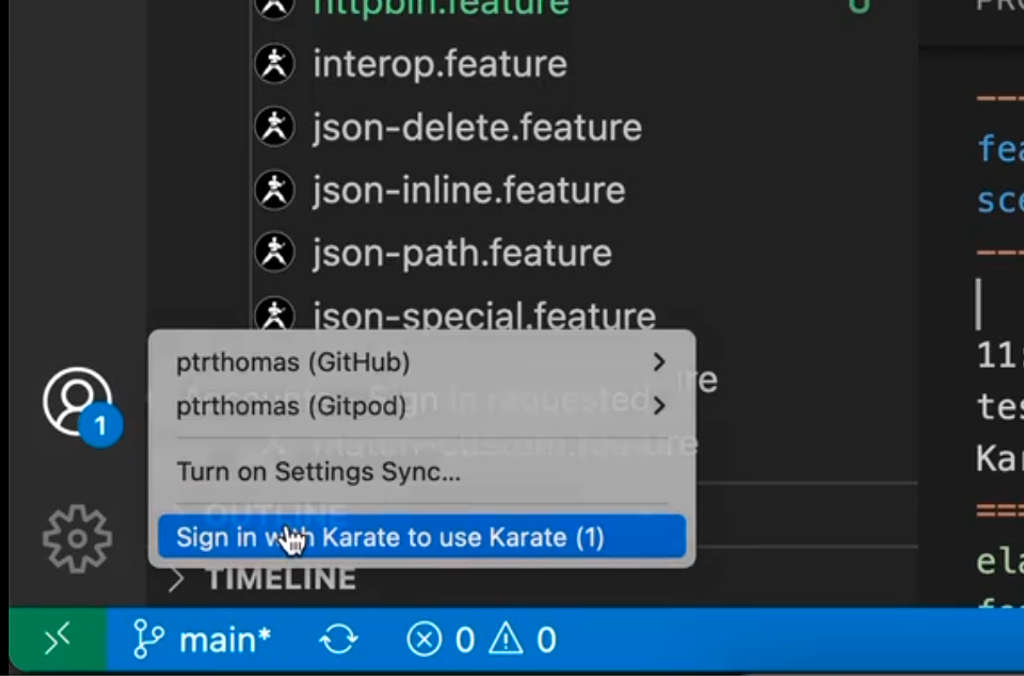 httpbin.feature
U
interop.feature
json-delete.feature
json-inline.feature
json-path.feature
json-special.feature
ptrthomas (GitHub)
ptrthomas (Gitpod)
Turn on Settings Sync...
Sign in with Karate to use Karate (1)
1
OUTLINE
TIMELINE
main*
0
0
PRO
fea
sce
11:
tes
Kar
===
ela